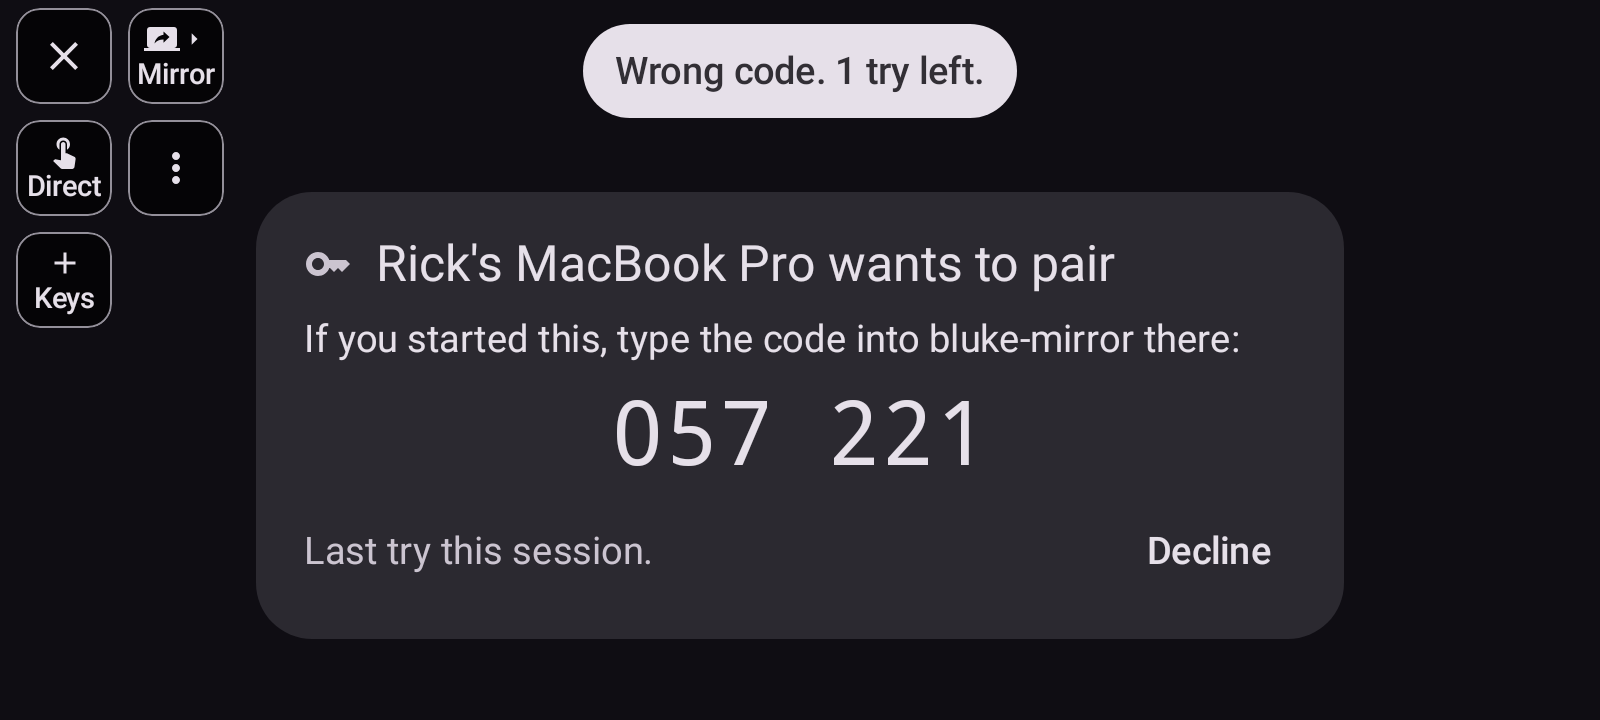 Mirror
Wrong code. 1 try left.
Direct
Keys
Rick's MacBook Pro wants to pair
If you started this, type the code into bluke-mirror there:
057 221
Last try this session.
Decline